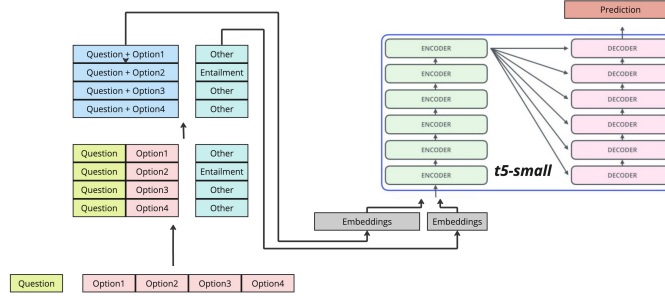 Prediction
Question + Option1 Other
Question + Option2 Entailment
Question + Option3 Other
Question + Option4 Other
ENCODER DECODER
ENCODER DECODER
ENCODER DECODER
ENCODER DECODER
ENCODER DECODER
ENCODER DECODER
t5-small
Question Option1 Other
Question Option2 Entailment
Question Option3 Other
Question Option4 Other
Embeddings Embeddings
Question Option1 Option2 Option3 Option4